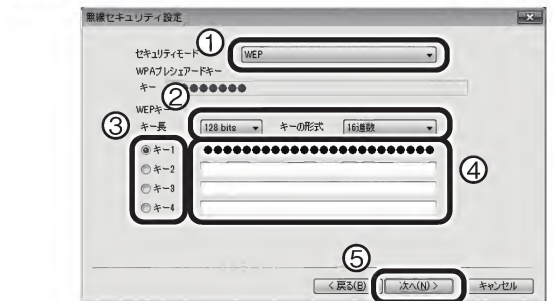 無線セキュリティ設定
①
セキュリティモード WEP
WPAプレシェアードキー
キー ●●●●●●●
②
WEPキー
③ キー長 128 bits キーの形式 16進数
キー1 ●●●●●●●●●●●●●●●●●●●●●●●●●●
キー2
④
キー3
キー4
⑤
< 戻る(B) 次へ(N) > キャンセル